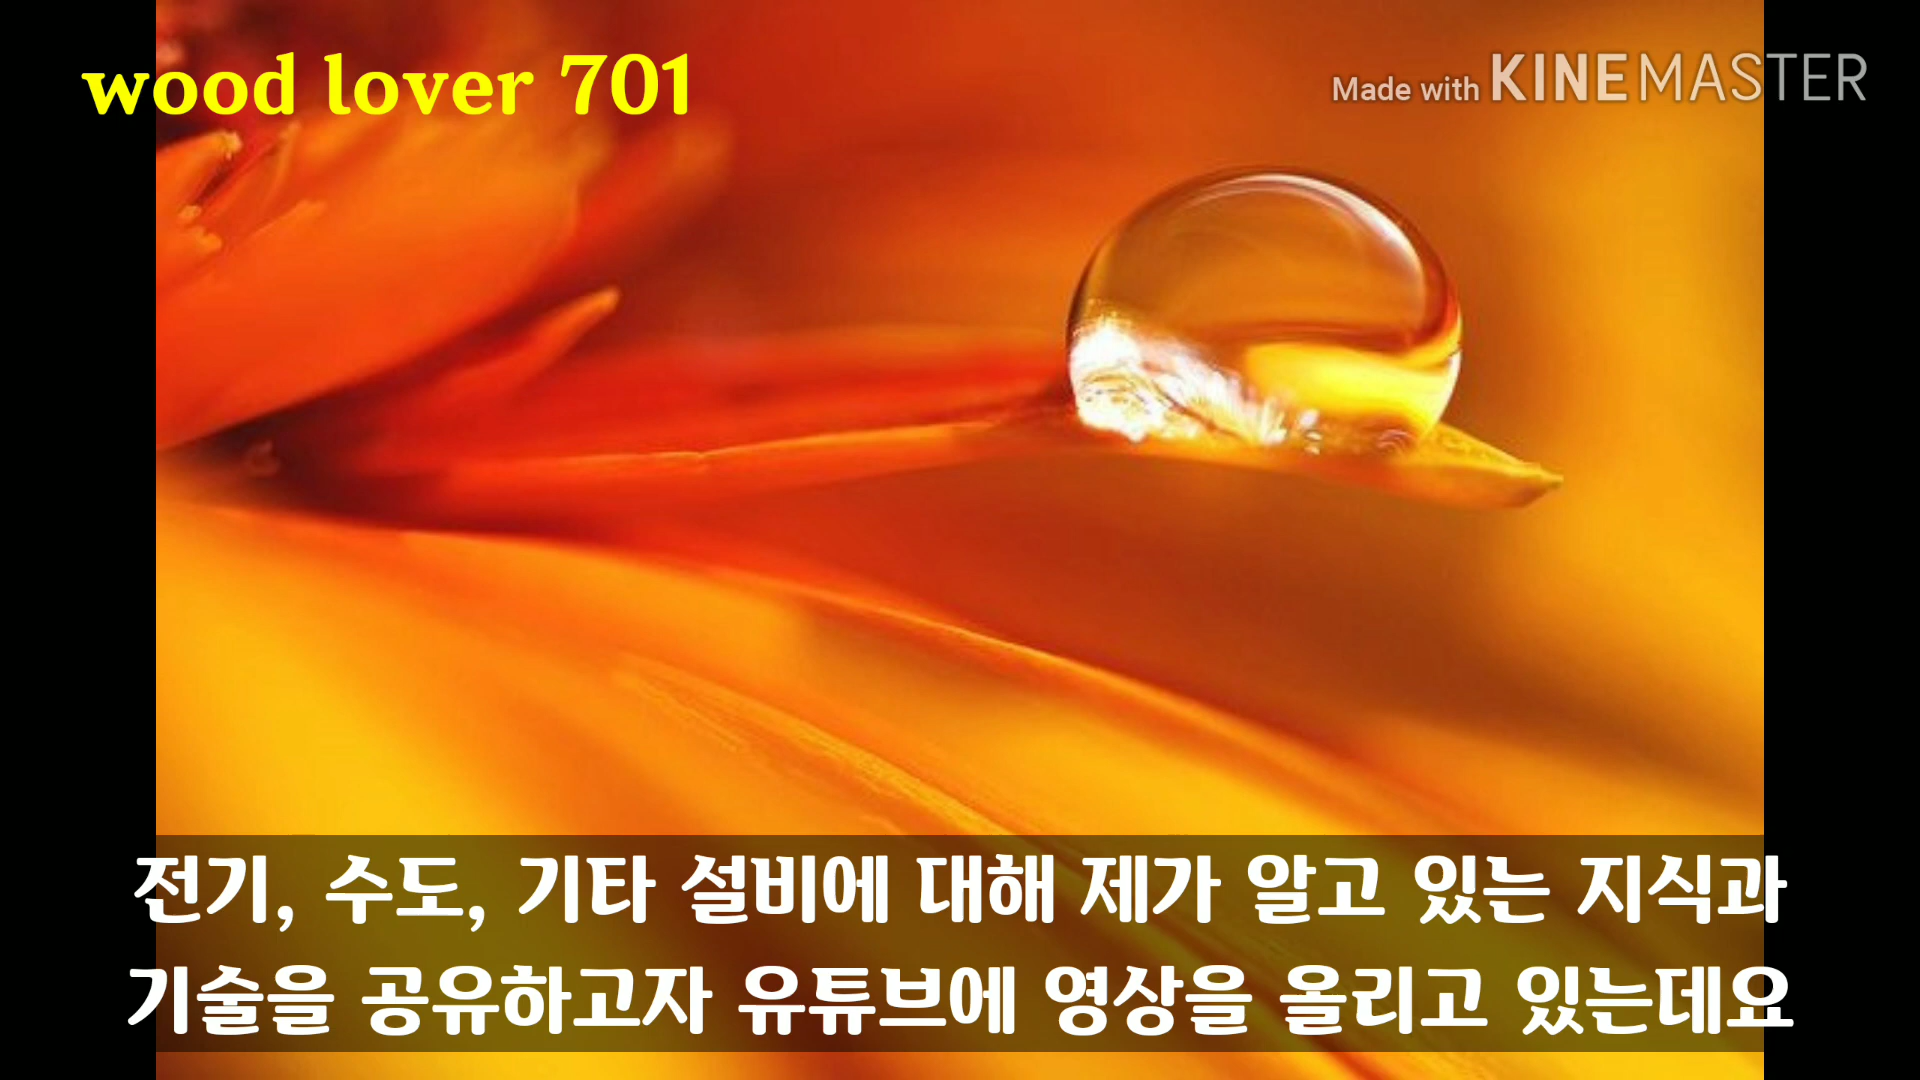 wood lover 701
Made with KINEMASTER
전기, 수도, 기타 설비에 대해 제가 알고 있는 지식과
기술을 공유하고자 유튜브에 영상을 올리고 있는데요